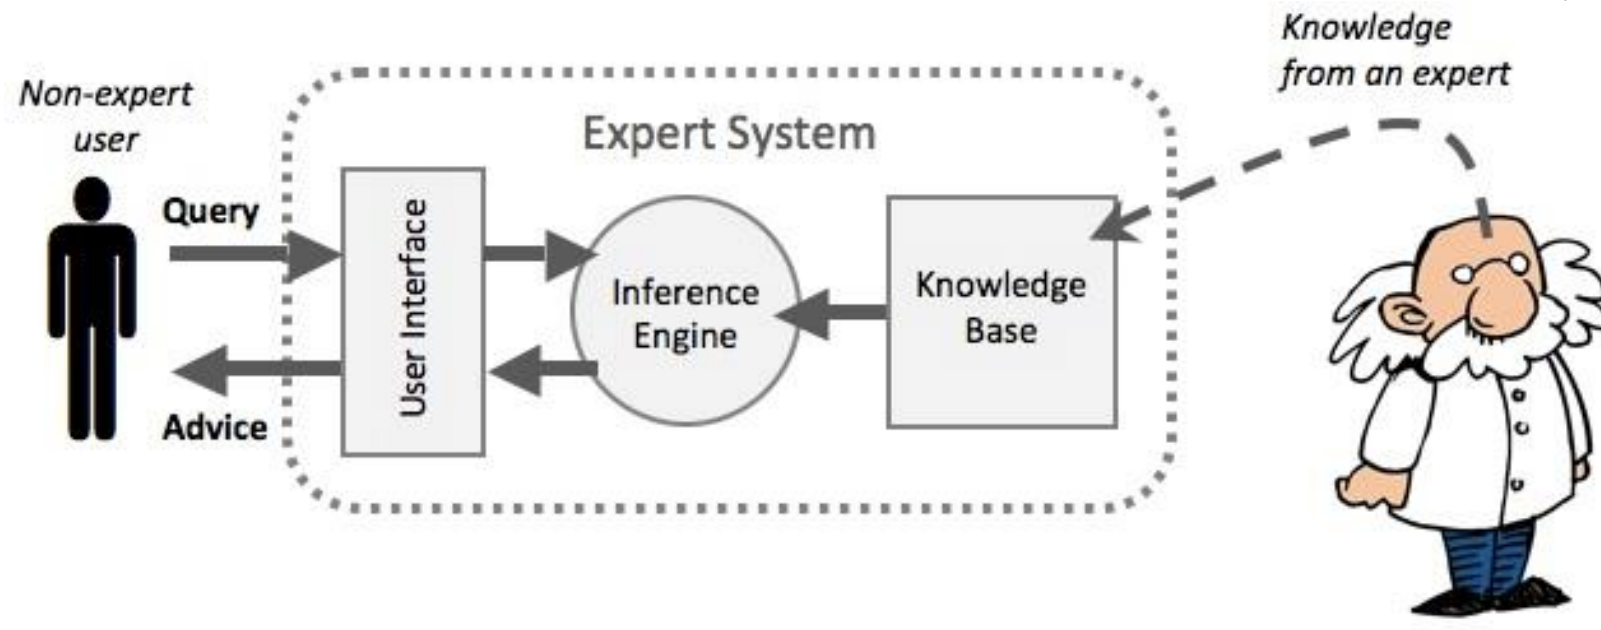 Knowledge
from an expert
Non-expert
user
Expert System
Query
User Interface
Inference
Engine
Knowledge
Base
Advice